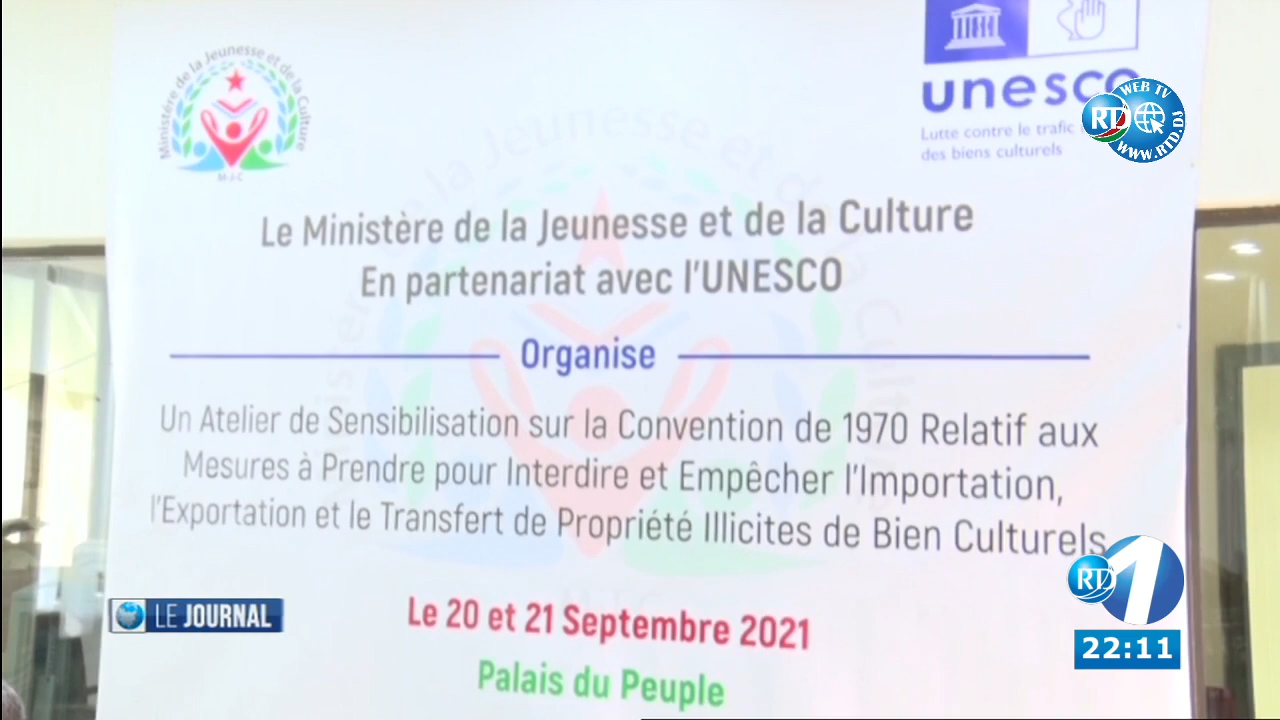 Ministère de la Jeunesse et de la Culture
M-J-C
unesco
Lutte contre le trafic
des biens culturels
WEB TV
RTD
WWW.RTD.DJ
Le Ministère de la Jeunesse et de la Culture
En partenariat avec l'UNESCO
Organise
Un Atelier de Sensibilisation sur la Convention de 1970 Relatif aux
Mesures à Prendre pour Interdire et Empêcher l'Importation,
l'Exportation et le Transfert de Propriété Illicites de Bien Culturels
Le 20 et 21 Septembre 2021
Palais du Peuple
LE JOURNAL
RTD 1
22:11